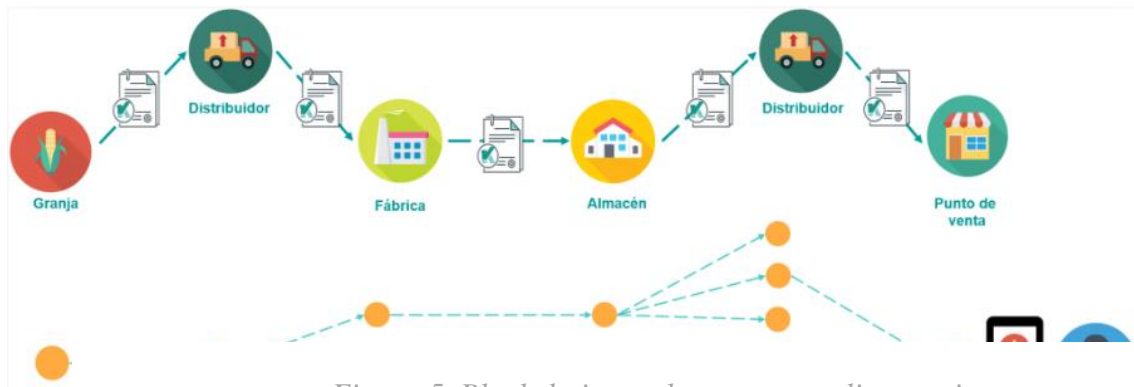 Distribuidor
Distribuidor
Granja
Fábrica
Almacén
Punto de
venta